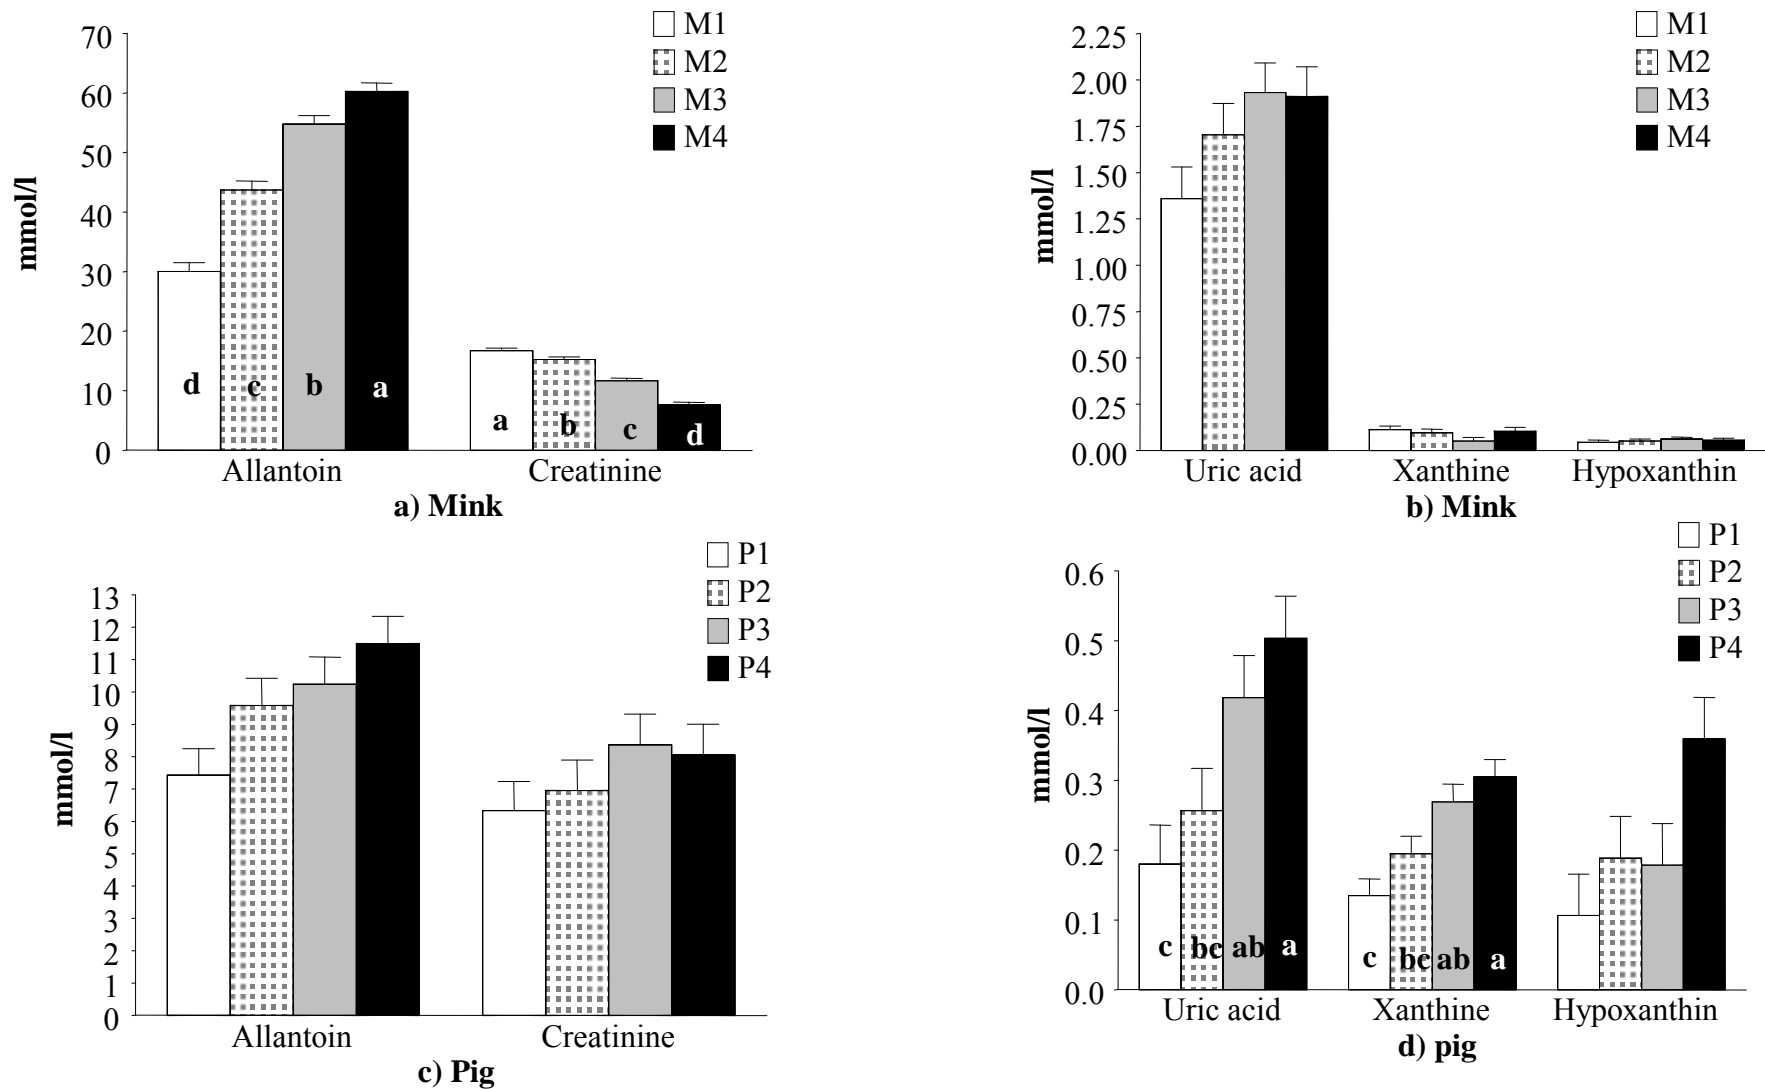 M1
M2
M3
M4
mmol/l
70
60
50
40
30
20
10
0
d c b a
a b c d
Allantoin Creatinine
a) Mink
M1
M2
M3
M4
mmol/l
2.25
2.00
1.75
1.50
1.25
1.00
0.75
0.50
0.25
0.00
Uric acid Xanthine Hypoxanthin
b) Mink
P1
P2
P3
P4
mmol/l
13
12
11
10
9
8
7
6
5
4
3
2
1
0
Allantoin Creatinine
c) Pig
P1
P2
P3
P4
mmol/l
0.6
0.5
0.4
0.3
0.2
0.1
0.0
c bc ab a
c bc ab a
Uric acid Xanthine Hypoxanthin
d) pig